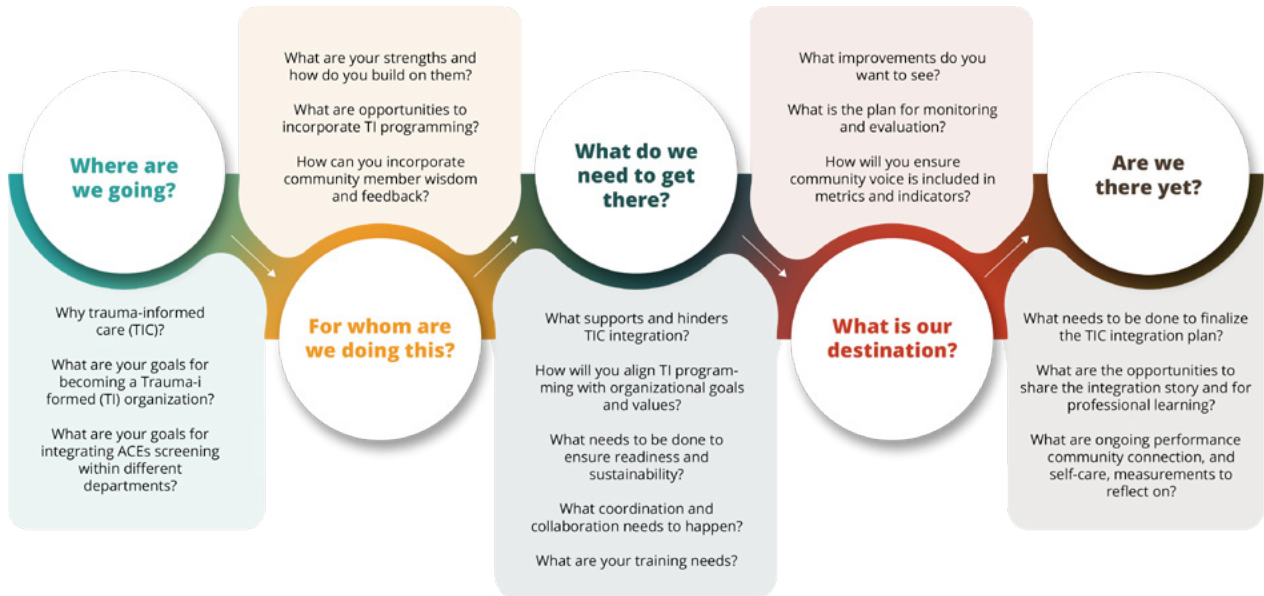 Where are
we going?
Why trauma-informed
care (TIC)?
What are your goals for
becoming a Trauma-i
formed (TI) organization?
What are your goals for
integrating ACEs screening
within different
departments?
What are your strengths and
how do you build on them?
What are opportunities to
incorporate TI programming?
How can you incorporate
community member wisdom
and feedback?
For whom are
we doing this?
What do we
need to get
there?
What supports and hinders
TIC integration?
How will you align TI program-
ming with organizational goals
and values?
What needs to be done to
ensure readiness and
sustainability?
What coordination and
collaboration needs to happen?
What are your training needs?
What improvements do you
want to see?
What is the plan for monitoring
and evaluation?
How will you ensure
community voice is included in
metrics and indicators?
What is our
destination?
Are we
there yet?
What needs to be done to finalize
the TIC integration plan?
What are the opportunities to
share the integration story and for
professional learning?
What are ongoing performance
community connection, and
self-care, measurements to
reflect on?